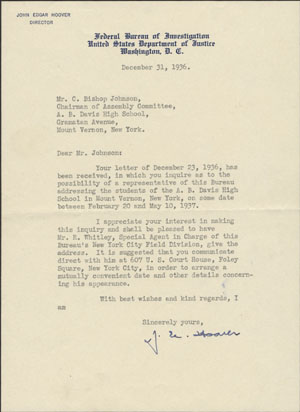 JOHN EDGAR HOOVER
DIRECTOR
Federal Bureau of Investigation
United States Department of Justice
Washington, D. C.
December 31, 1936.
Mr. C. Bishop Johnson,
Chairman of Assembly Committee,
A. B. Davis High School,
Gramatan Avenue,
Mount Vernon, New York.
Dear Mr. Johnson:
Your letter of December 23, 1936, has
been received, in which you inquire as to the
possibility of a representative of this Bureau
addressing the students of the A. B. Davis High
School in Mount Vernon, New York, on some date
between February 20 and May 10, 1937.
I appreciate your interest in making
this inquiry and shall be pleased to have
Mr. R. Whitley, Special Agent in Charge of this
Bureau's New York City Field Division, give the
address. It is suggested that you communicate
direct with him at 607 U. S. Court House, Foley
Square, New York City, in order to arrange a
mutually convenient date and other details concern-
ing his appearance.
With best wishes and kind regards, I
am
Sincerely yours,
J. E. Hoover